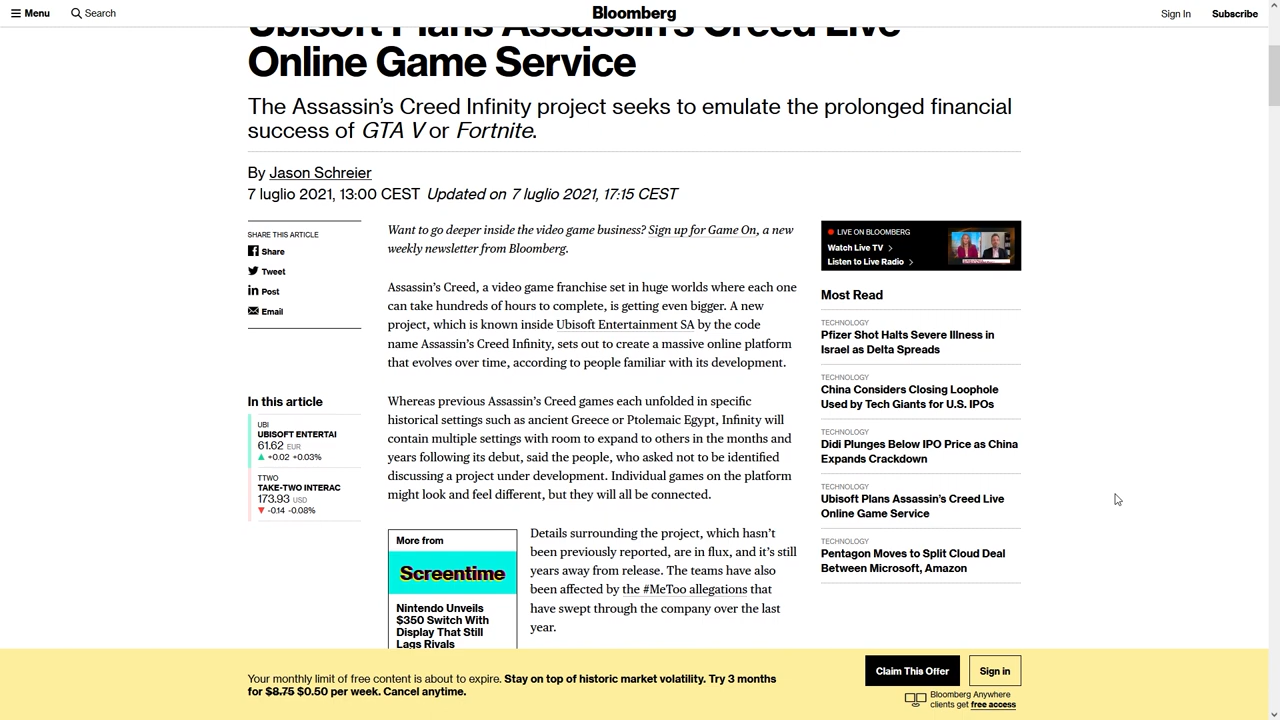 Menu
Search
Bloomberg
Sign In
Subscribe
Ubisoft Plans Assassin's Creed Live
Online Game Service
The Assassin's Creed Infinity project seeks to emulate the prolonged financial
success of GTA V or Fortnite.
By Jason Schreier
7 luglio 2021, 13:00 CEST Updated on 7 luglio 2021, 17:15 CEST
SHARE THIS ARTICLE
Share
Tweet
Post
Email
In this article
UBI
UBISOFT ENTERTAI
61.62 EUR
▲ +0.02 +0.03%
TTWO
TAKE-TWO INTERAC
173.93 USD
▼ -0.14 -0.08%
Want to go deeper inside the video game business? Sign up for Game On, a new
weekly newsletter from Bloomberg.
Assassin's Creed, a video game franchise set in huge worlds where each one
can take hundreds of hours to complete, is getting even bigger. A new
project, which is known inside Ubisoft Entertainment SA by the code
name Assassin's Creed Infinity, sets out to create a massive online platform
that evolves over time, according to people familiar with its development.
Whereas previous Assassin's Creed games each unfolded in specific
historical settings such as ancient Greece or Ptolemaic Egypt, Infinity will
contain multiple settings with room to expand to others in the months and
years following its debut, said the people, who asked not to be identified
discussing a project under development. Individual games on the platform
might look and feel different, but they will all be connected.
More from
Screentime
Nintendo Unveils
$350 Switch With
Display That Still
Lags Rivals
Details surrounding the project, which hasn't
been previously reported, are in flux, and it's still
years away from release. The teams have also
been affected by the #MeToo allegations that
have swept through the company over the last
year.
LIVE ON BLOOMBERG
Watch Live TV >
Listen to Live Radio >
Most Read
TECHNOLOGY
Pfizer Shot Halts Severe Illness in
Israel as Delta Spreads
TECHNOLOGY
China Considers Closing Loophole
Used by Tech Giants for U.S. IPOs
TECHNOLOGY
Didi Plunges Below IPO Price as China
Expands Crackdown
TECHNOLOGY
Ubisoft Plans Assassin's Creed Live
Online Game Service
TECHNOLOGY
Pentagon Moves to Split Cloud Deal
Between Microsoft, Amazon
Your monthly limit of free content is about to expire. Stay on top of historic market volatility. Try 3 months
for $8.75 $0.50 per week. Cancel anytime.
Claim This Offer
Sign in
Bloomberg Anywhere
clients get free access